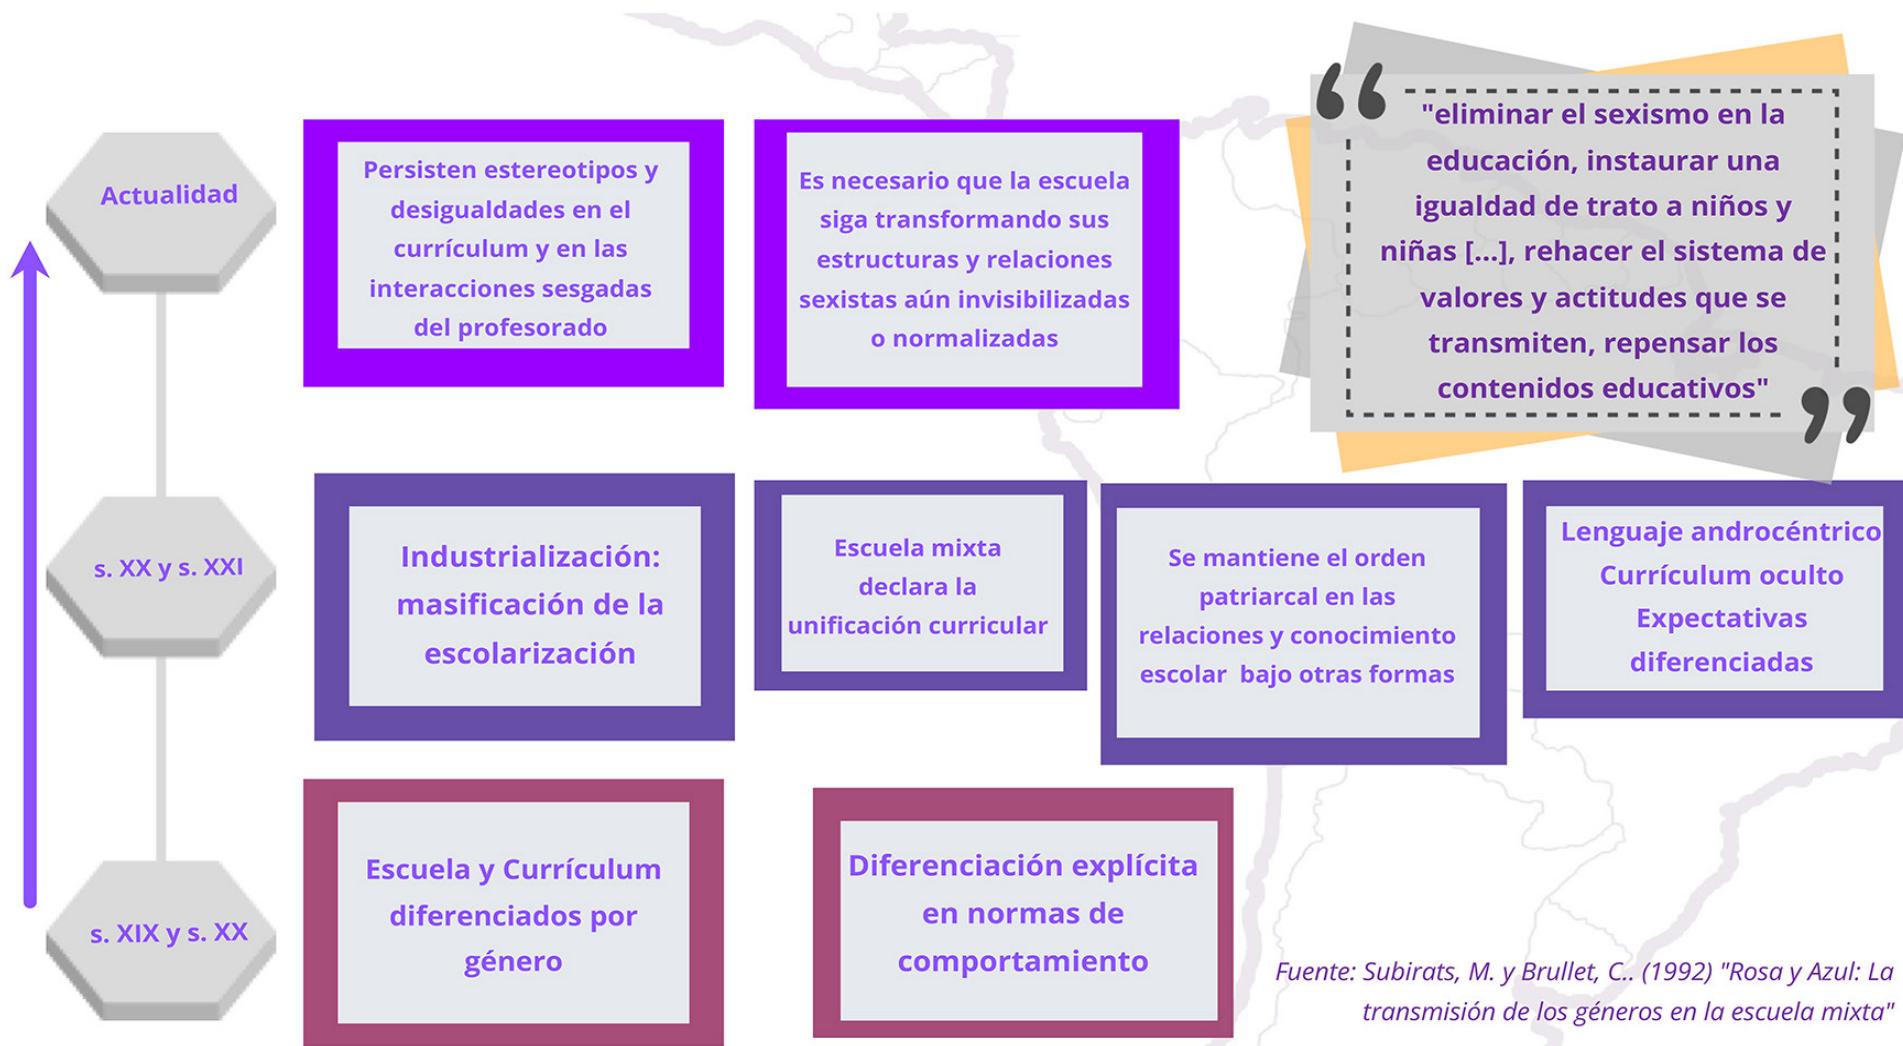 Actualidad
Persisten estereotipos y
desigualdades en el
currículum y en las
interacciones sesgadas
del profesorado
Es necesario que la escuela
siga transformando sus
estructuras y relaciones
sexistas aún invisibilizadas
o normalizadas
“
"eliminar el sexismo en la
educación, instaurar una
igualdad de trato a niños y
niñas [...], rehacer el sistema de
valores y actitudes que se
transmiten, repensar los
contenidos educativos"
”
s. XX y s. XXI
Industrialización:
masificación de la
escolarización
Escuela mixta
declara la
unificación curricular
Se mantiene el orden
patriarcal en las
relaciones y conocimiento
escolar bajo otras formas
Lenguaje androcéntrico
Currículum oculto
Expectativas
diferenciadas
s. XIX y s. XX
Escuela y Currículum
diferenciados por
género
Diferenciación explícita
en normas de
comportamiento
Fuente: Subirats, M. y Brullet, C.. (1992) "Rosa y Azul: La
transmisión de los géneros en la escuela mixta"